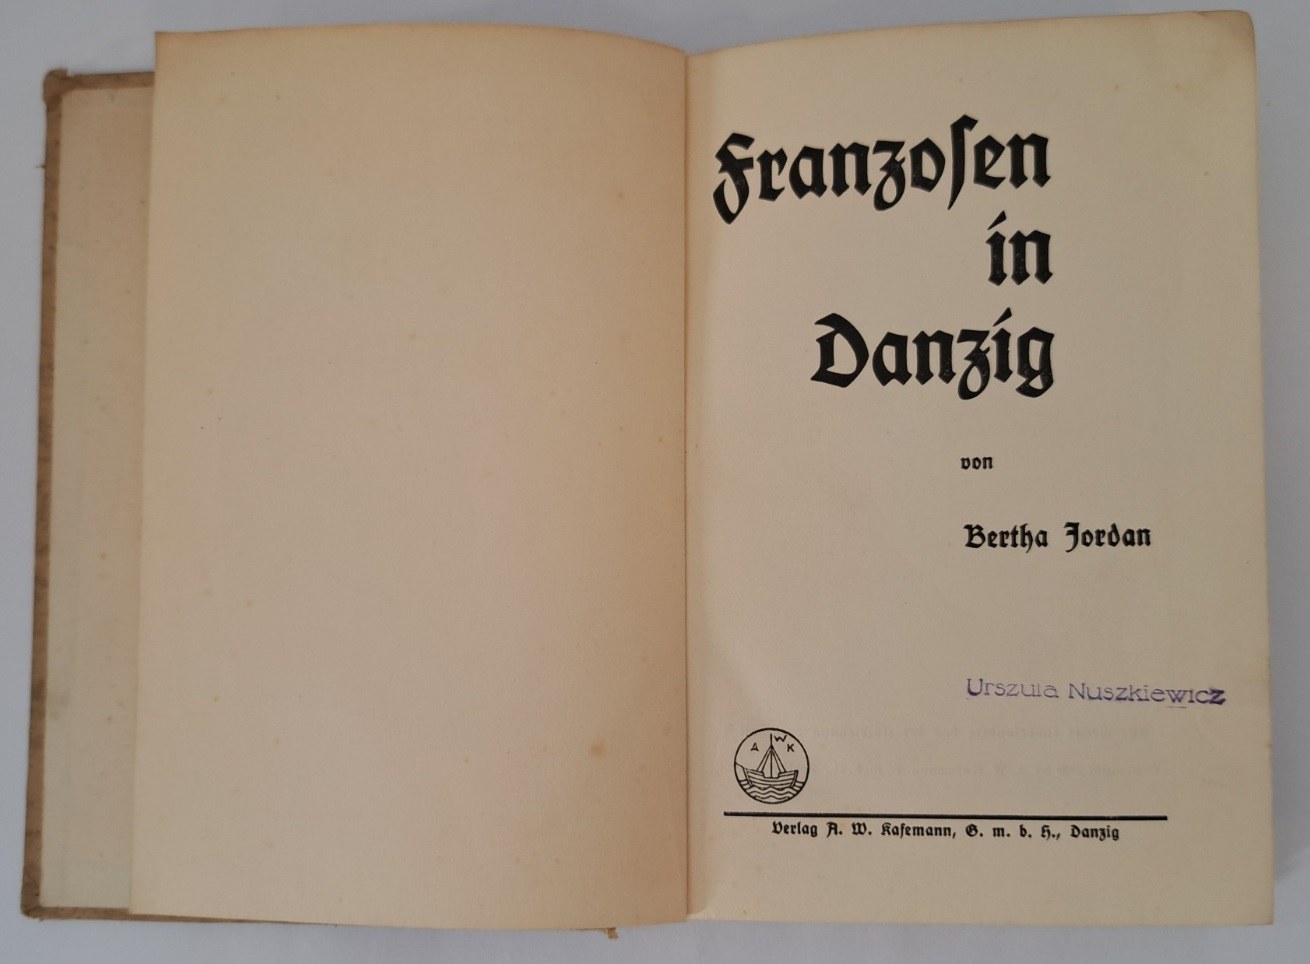 Franzoſen
in
Danzig
von
Bertha Jordan
Urszula Nuszkiewicz
A W K
Verlag A. W. Kafemann, G. m. b. H., Danzig